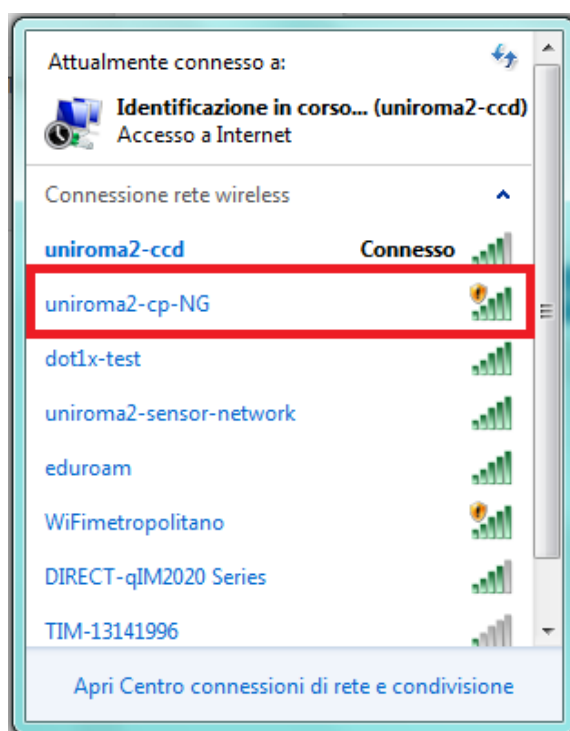 Attualmente connesso a:
Identificazione in corso... (uniroma2-ccd)
Accesso a Internet
Connessione rete wireless
uniroma2-ccd Connesso
uniroma2-cp-NG
dot1x-test
uniroma2-sensor-network
eduroam
WiFimetropolitano
DIRECT-qIM2020 Series
TIM-13141996
Apri Centro connessioni di rete e condivisione